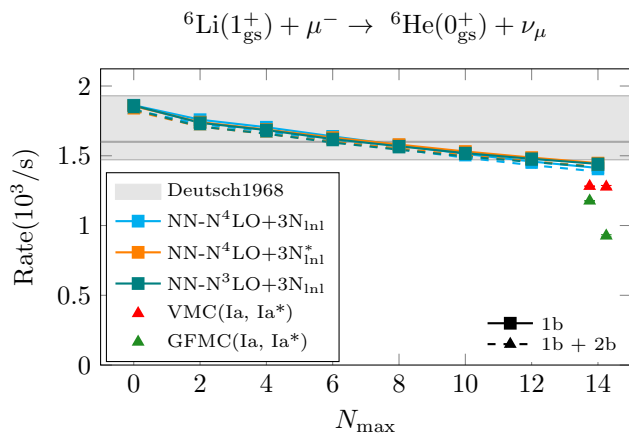 ⁶Li(1⁺gs) + μ⁻ → ⁶He(0⁺gs) + νμ
Rate(10³/s)
2
1.5
1
0.5
0
Deutsch1968
NN-N⁴LO+3Nlnl
NN-N⁴LO+3N*lnl
NN-N³LO+3Nlnl
VMC(Ia, Ia*)
GFMC(Ia, Ia*)
1b
1b + 2b
0 2 4 6 8 10 12 14
Nmax